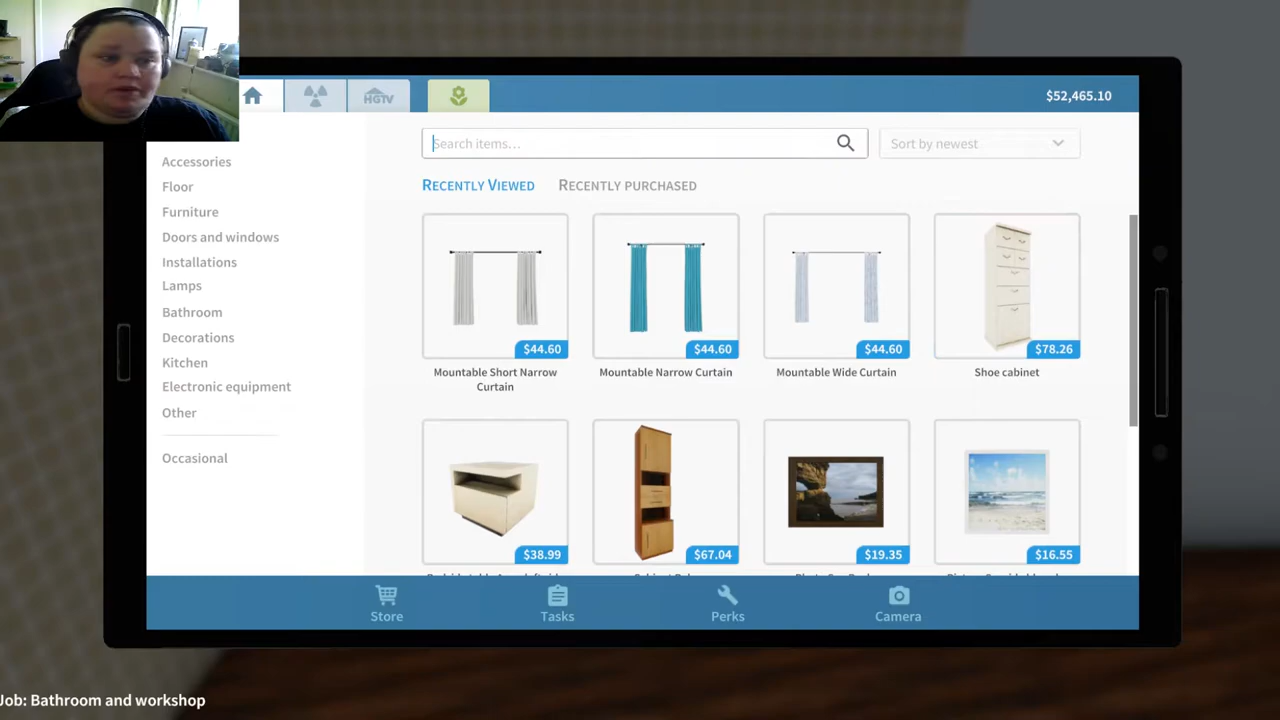 HGTV
$52,465.10
Search items...
Sort by newest
Accessories
Floor
Furniture
Doors and windows
Installations
Lamps
Bathroom
Decorations
Kitchen
Electronic equipment
Other
Occasional
RECENTLY VIEWED
RECENTLY PURCHASED
$44.60
$44.60
$44.60
$78.26
Mountable Short Narrow
Curtain
Mountable Narrow Curtain
Mountable Wide Curtain
Shoe cabinet
$38.99
$67.04
$19.35
$16.55
Store
Tasks
Perks
Camera
Job: Bathroom and workshop